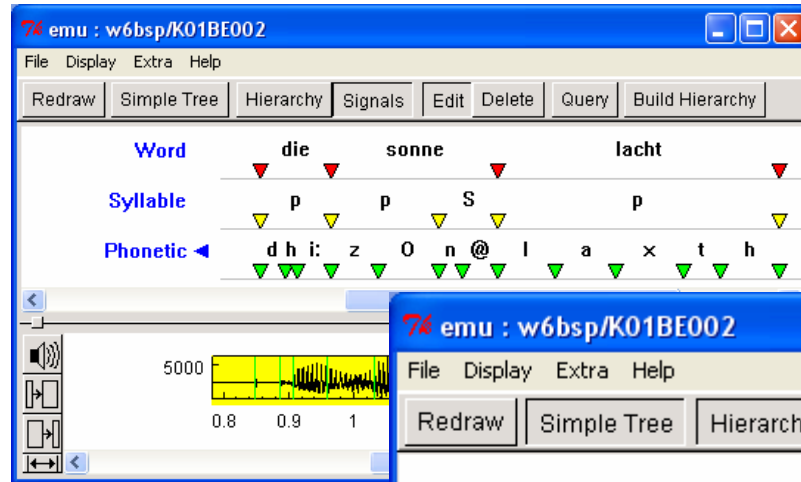 emu : w6bsp/K01BE002
File Display Extra Help
Redraw Simple Tree Hierarchy Signals Edit Delete Query Build Hierarchy
Word die sonne lacht
Syllable p p S p
Phonetic d h i: z O n @ l a x t h
5000
0.8 0.9 1
emu : w6bsp/K01BE002
File Display Extra Help
Redraw Simple Tree Hierarch